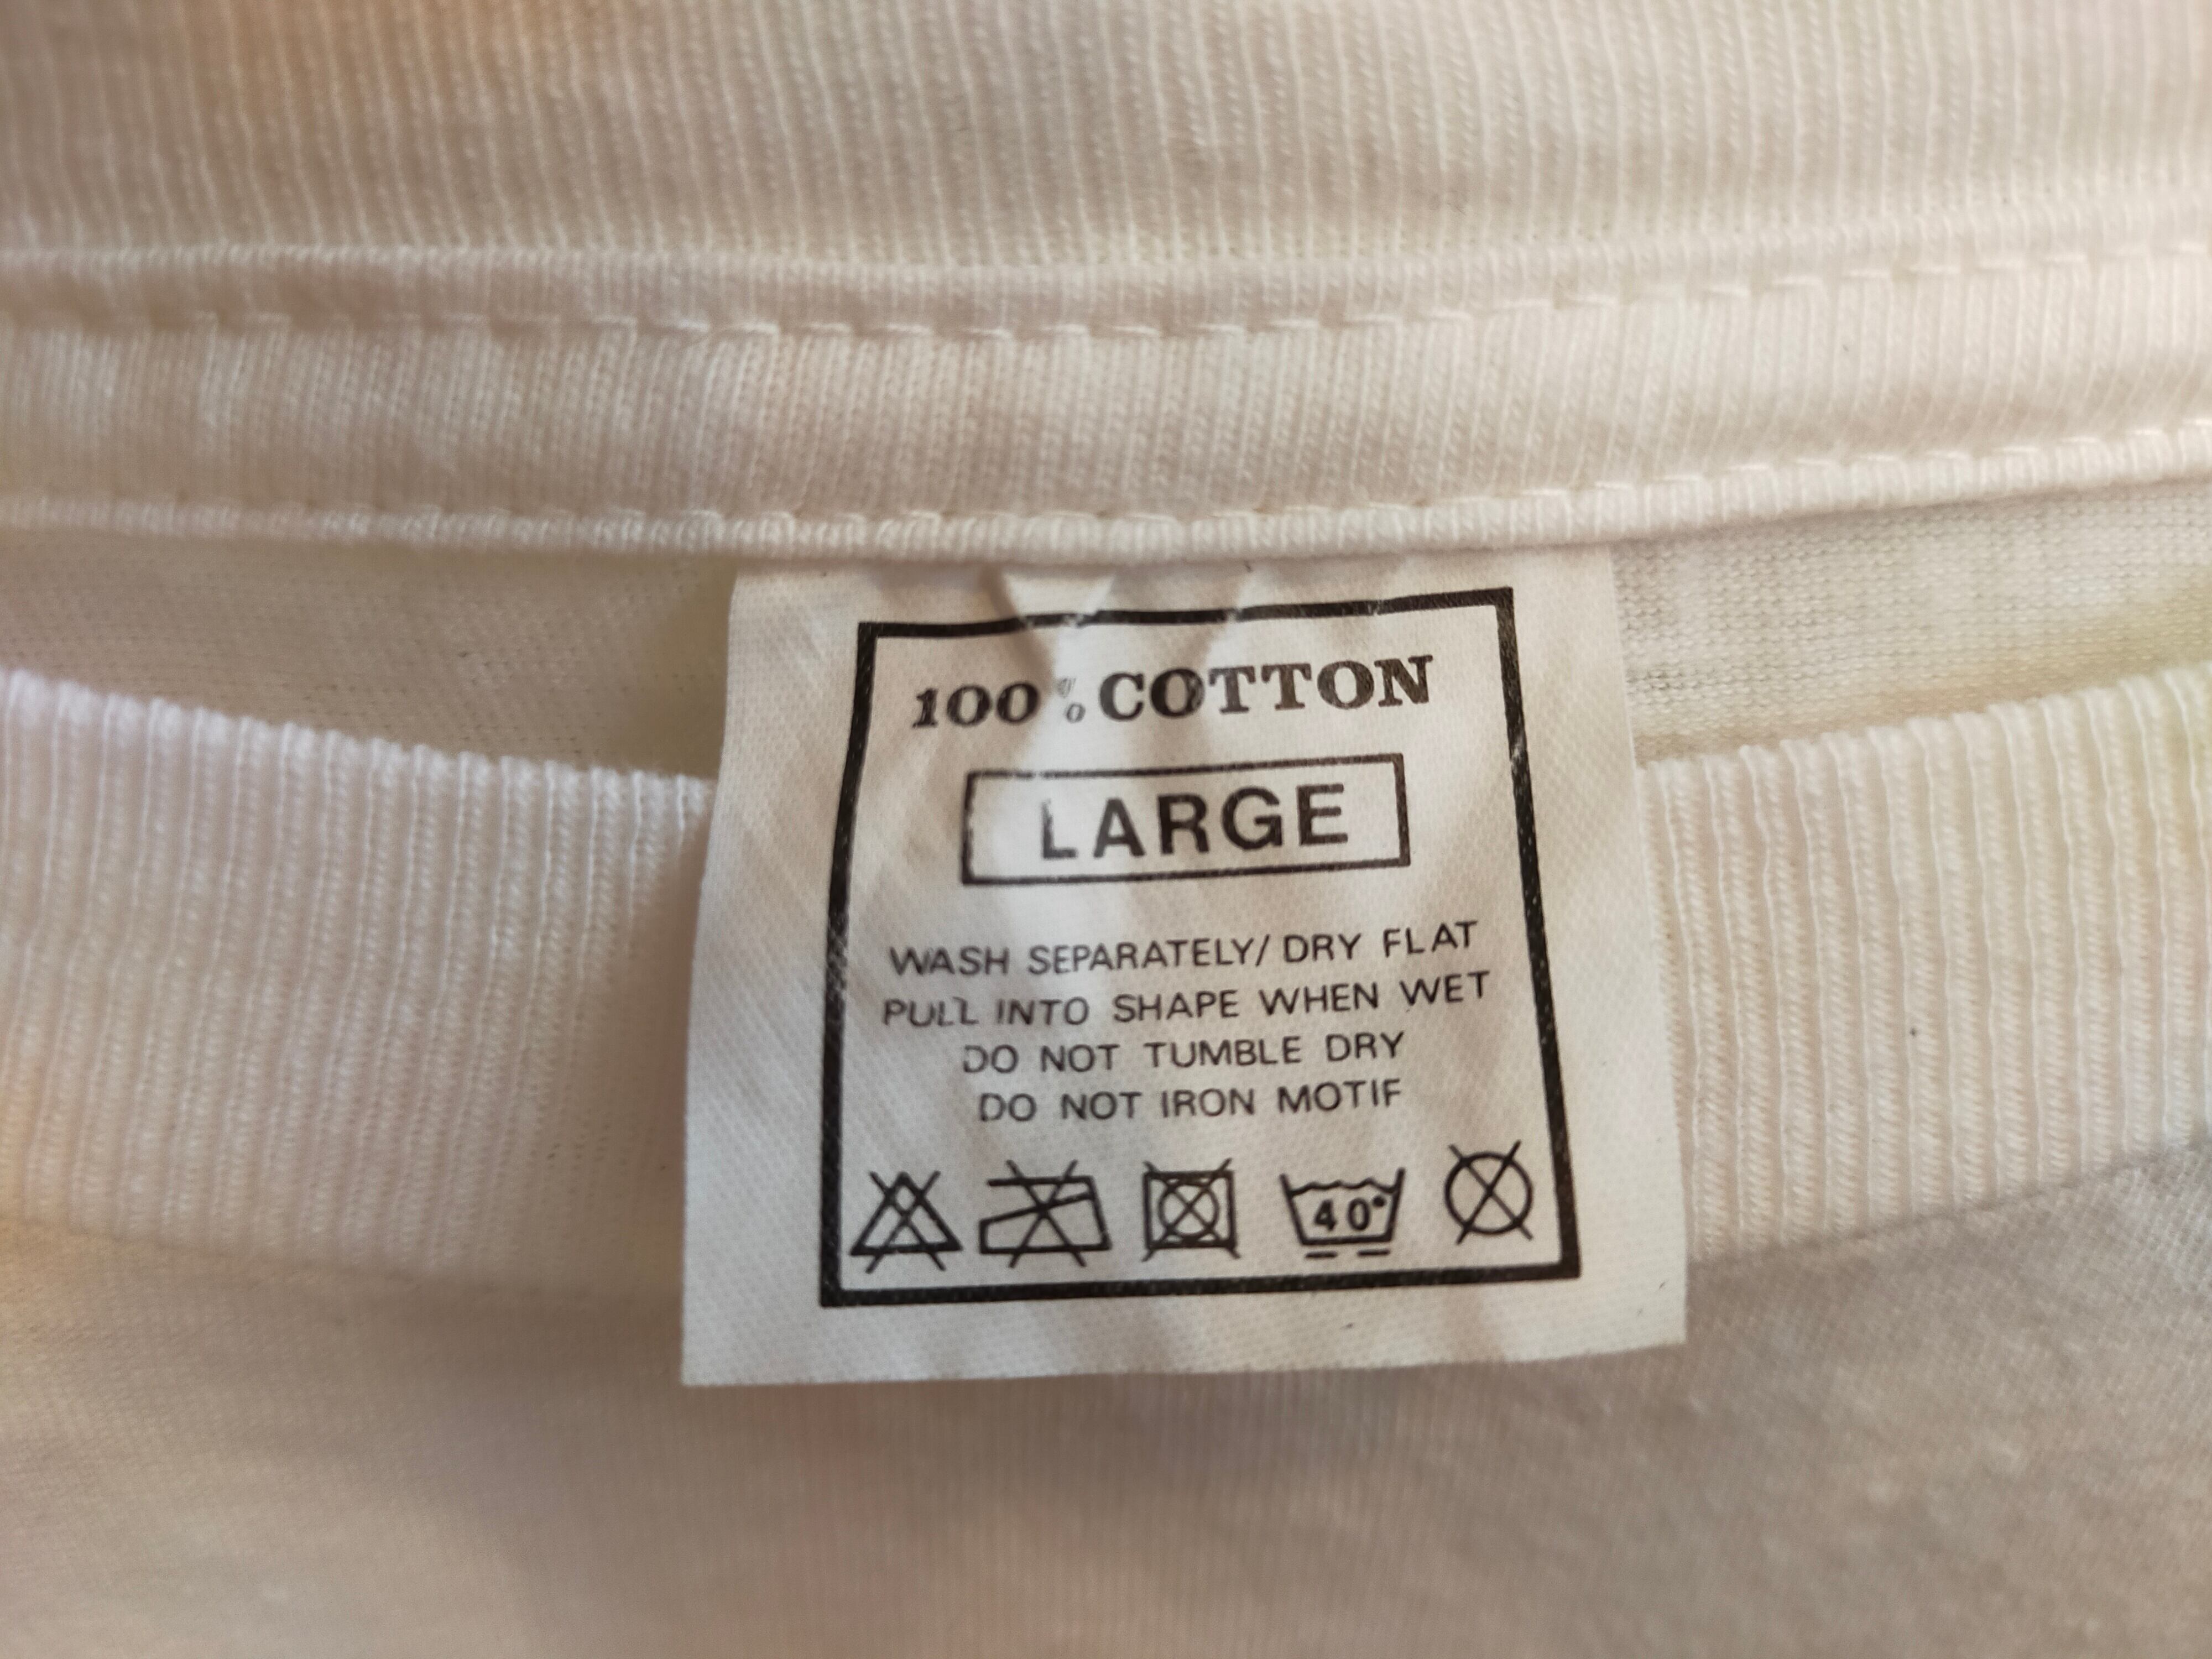 100% COTTON
LARGE
WASH SEPARATELY/ DRY FLAT
PULL INTO SHAPE WHEN WET
DO NOT TUMBLE DRY
DO NOT IRON MOTIF
40°